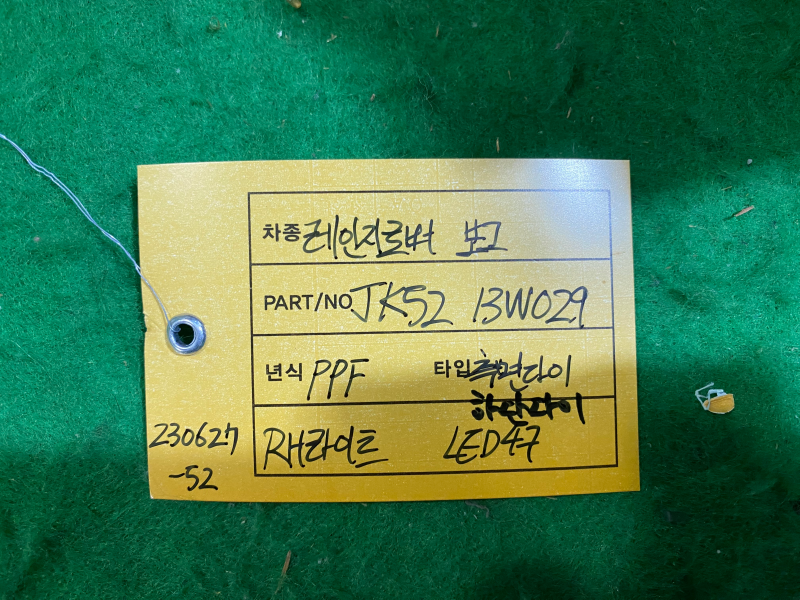 차종 레인지로버 보그
PART/NO JK52 13W029
년식 PPF 타입 측면다이
하단다이
RH라이트 LED47
230627
-52